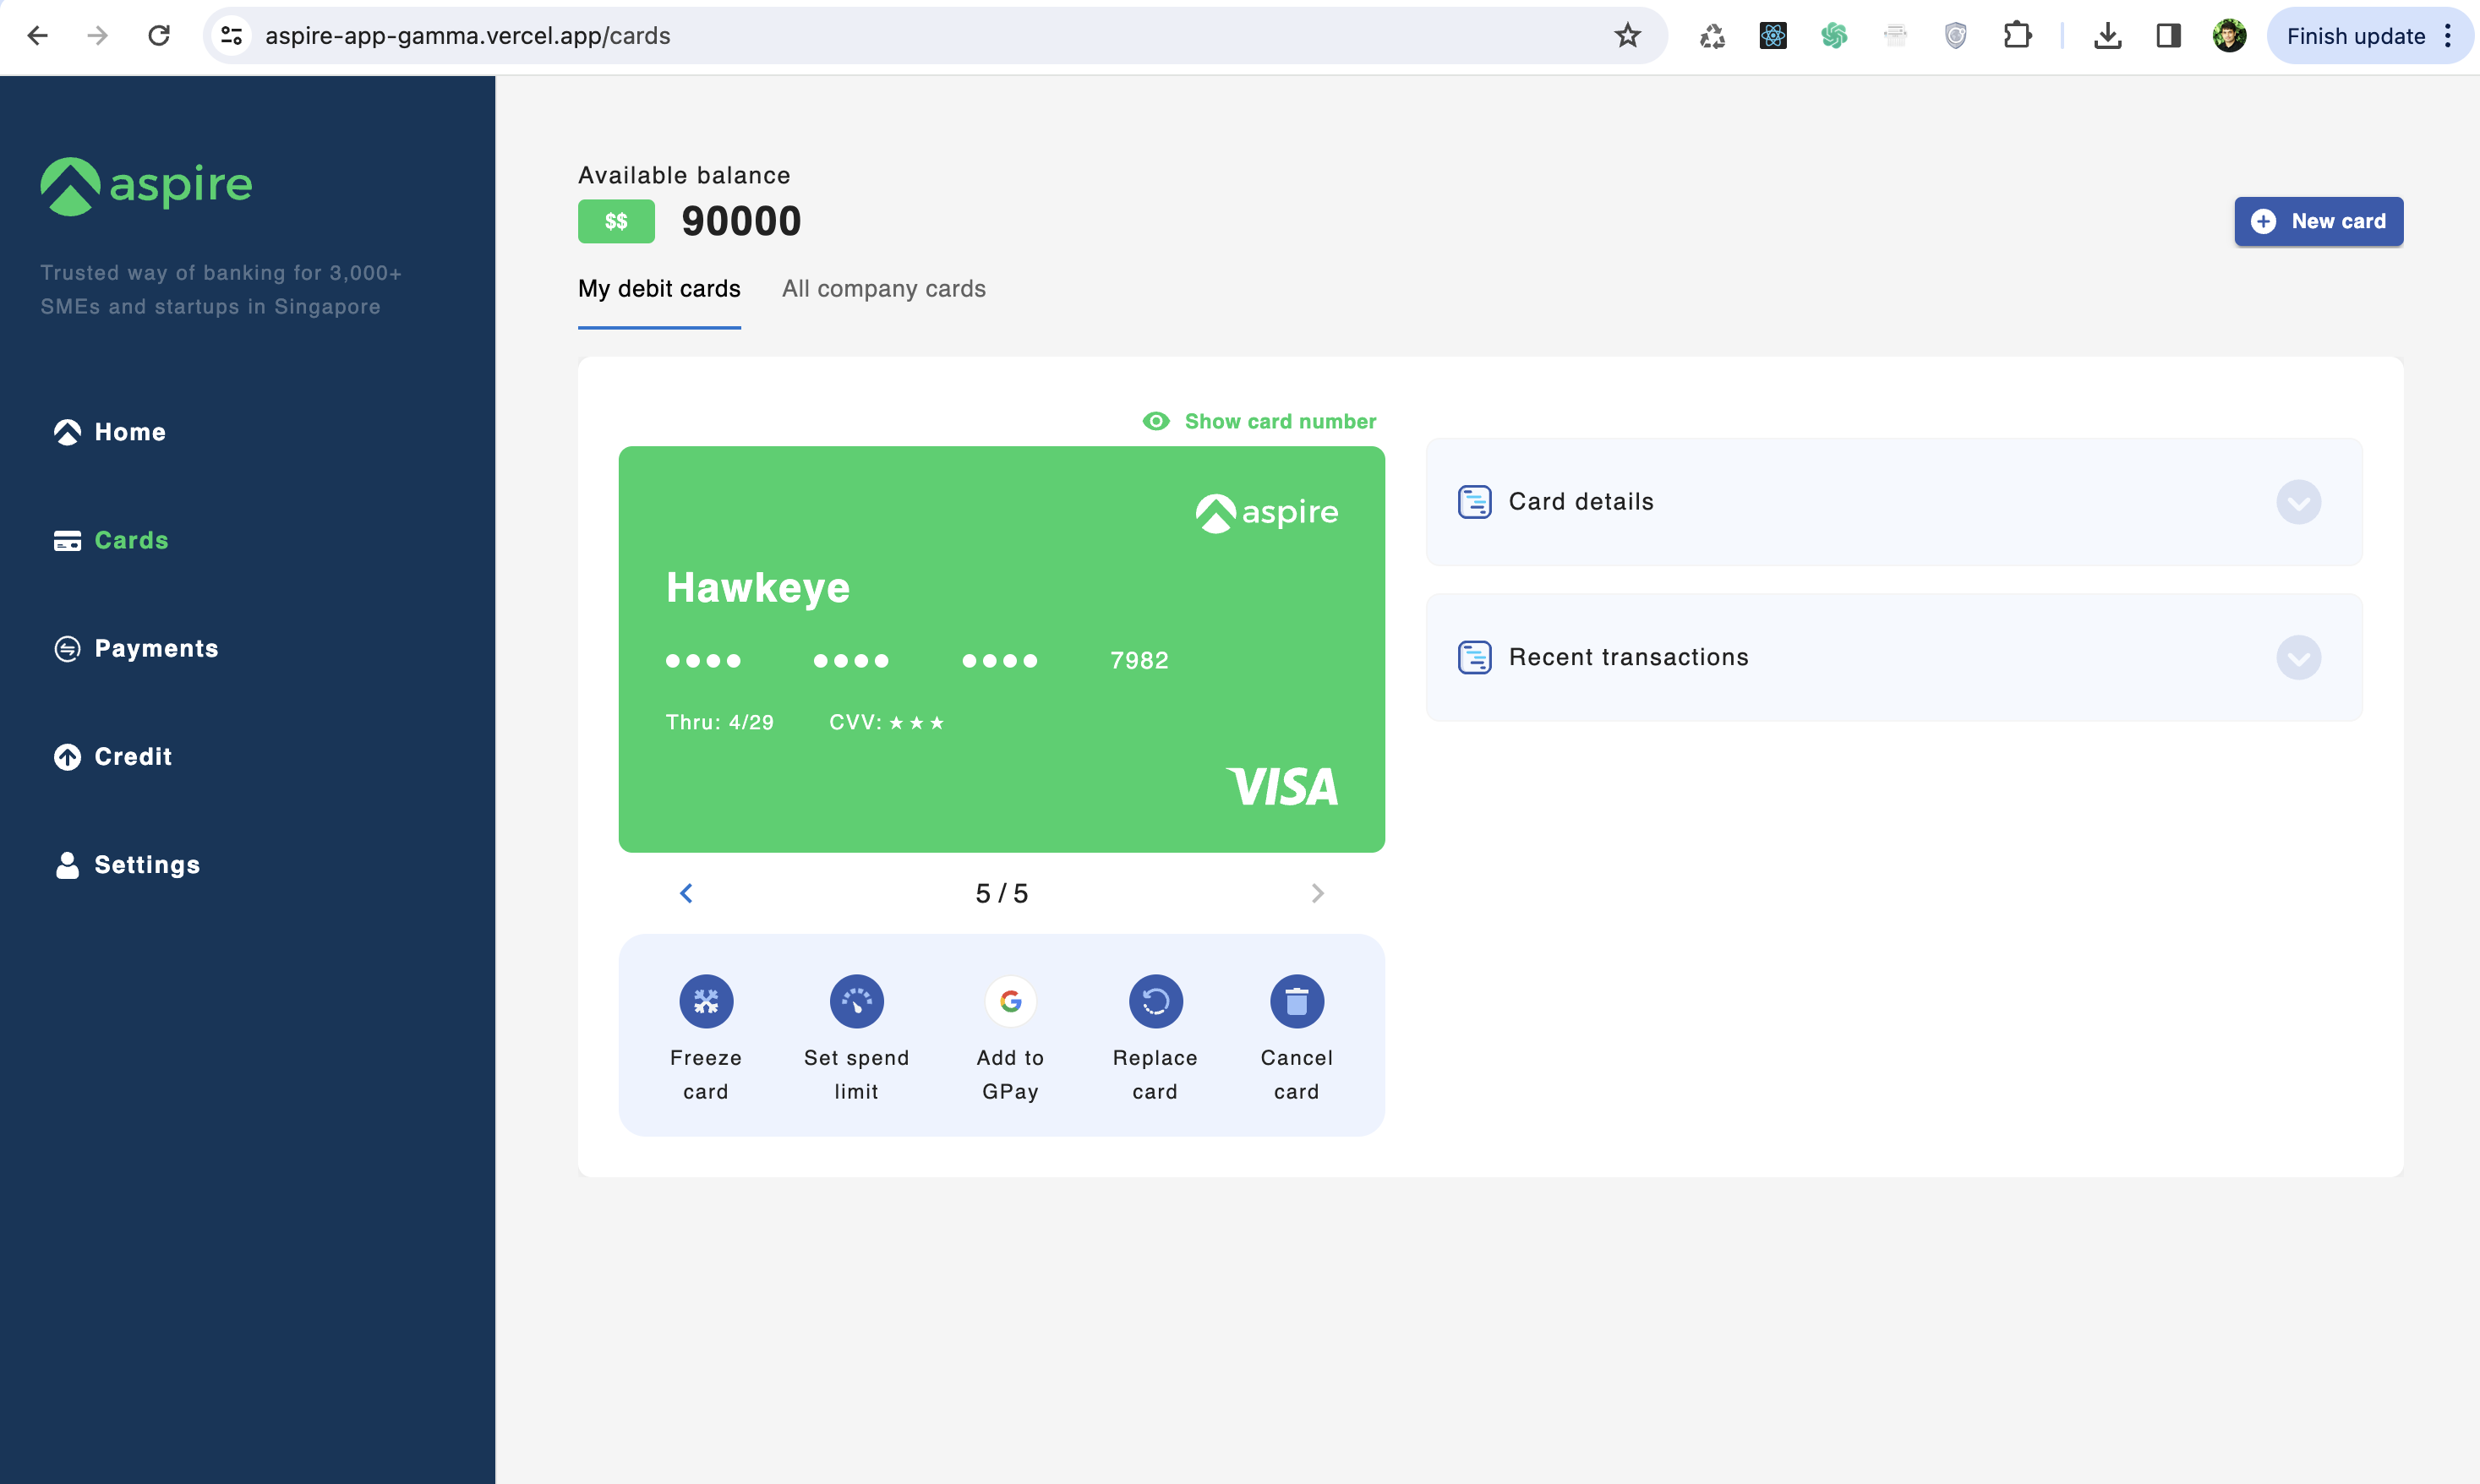 aspire-app-gamma.vercel.app/cards
Finish update
aspire
Trusted way of banking for 3,000+
SMEs and startups in Singapore
Home
Cards
Payments
Credit
Settings
Available balance
$$ 90000
New card
My debit cards All company cards
Show card number
aspire
Hawkeye
●●●● ●●●● ●●●● 7982
Thru: 4/29 CVV: ★★★
VISA
5 / 5
Freeze
card
Set spend
limit
Add to
GPay
Replace
card
Cancel
card
Card details
Recent transactions